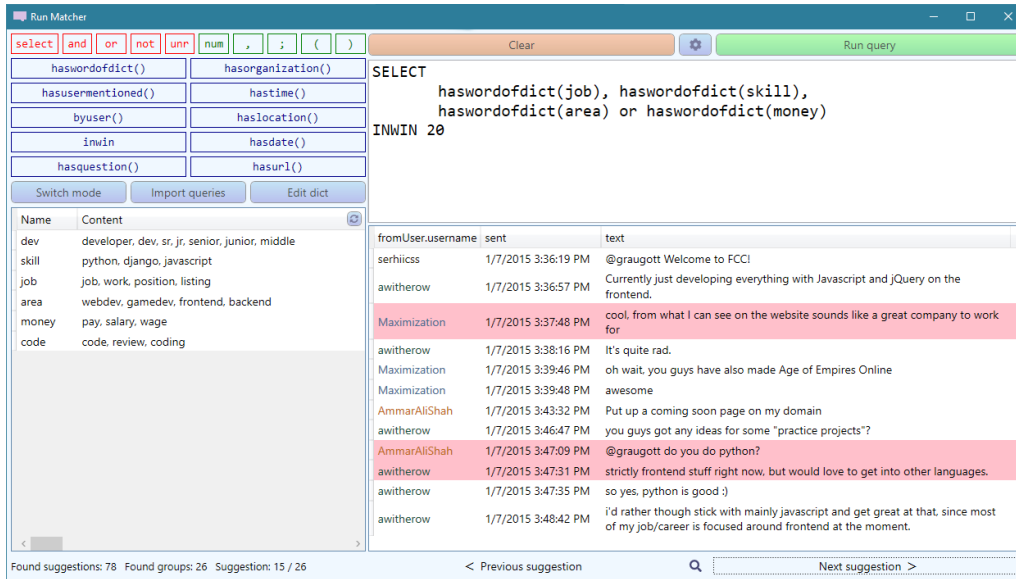 Run Matcher
select and or not unr num , ; ( ) Clear Run query
haswordofdict() hasorganization()
hasusermentioned() hastime()
byuser() haslocation()
inwin hasdate()
hasquestion() hasurl()
Switch mode Import queries Edit dict
SELECT
haswordofdict(job), haswordofdict(skill),
haswordofdict(area) or haswordofdict(money)
INWIN 20
Name Content
dev developer, dev, sr, jr, senior, junior, middle
skill python, django, javascript
job job, work, position, listing
area webdev, gamedev, frontend, backend
money pay, salary, wage
code code, review, coding
fromUser.username sent text
serhiicss 1/7/2015 3:36:19 PM @graugott Welcome to FCC!
awitherow 1/7/2015 3:36:57 PM Currently just developing everything with Javascript and jQuery on the
frontend.
Maximization 1/7/2015 3:37:48 PM cool, from what I can see on the website sounds like a great company to work
for
awitherow 1/7/2015 3:38:16 PM It's quite rad.
Maximization 1/7/2015 3:39:46 PM oh wait, you guys have also made Age of Empires Online
Maximization 1/7/2015 3:39:48 PM awesome
AmmarAliShah 1/7/2015 3:43:32 PM Put up a coming soon page on my domain
awitherow 1/7/2015 3:46:47 PM you guys got any ideas for some "practice projects"?
AmmarAliShah 1/7/2015 3:47:09 PM @graugott do you do python?
awitherow 1/7/2015 3:47:31 PM strictly frontend stuff right now, but would love to get into other languages.
awitherow 1/7/2015 3:47:35 PM so yes, python is good :)
awitherow 1/7/2015 3:48:42 PM i'd rather though stick with mainly javascript and get great at that, since most
of my job/career is focused around frontend at the moment.
Found suggestions: 78 Found groups: 26 Suggestion: 15 / 26 < Previous suggestion Next suggestion >